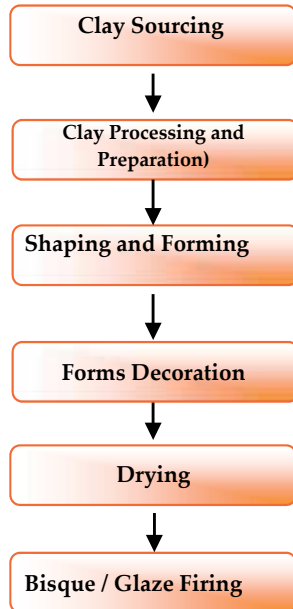 Clay Sourcing
Clay Processing and
Preparation)
Shaping and Forming
Forms Decoration
Drying
Bisque / Glaze Firing